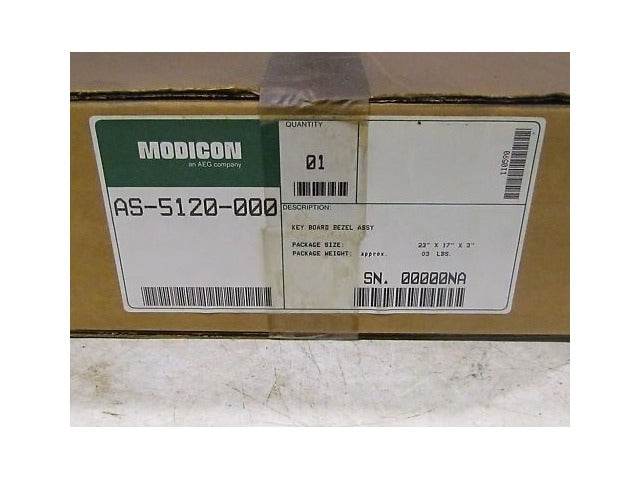 MODICON
an AEG company
AS-5120-000
QUANTITY
01
110590
DESCRIPTION:
KEY BOARD BEZEL ASSY
PACKAGE SIZE: 23" X 17" X 3"
PACKAGE WEIGHT: approx. 03 LBS.
SN. 00000NA